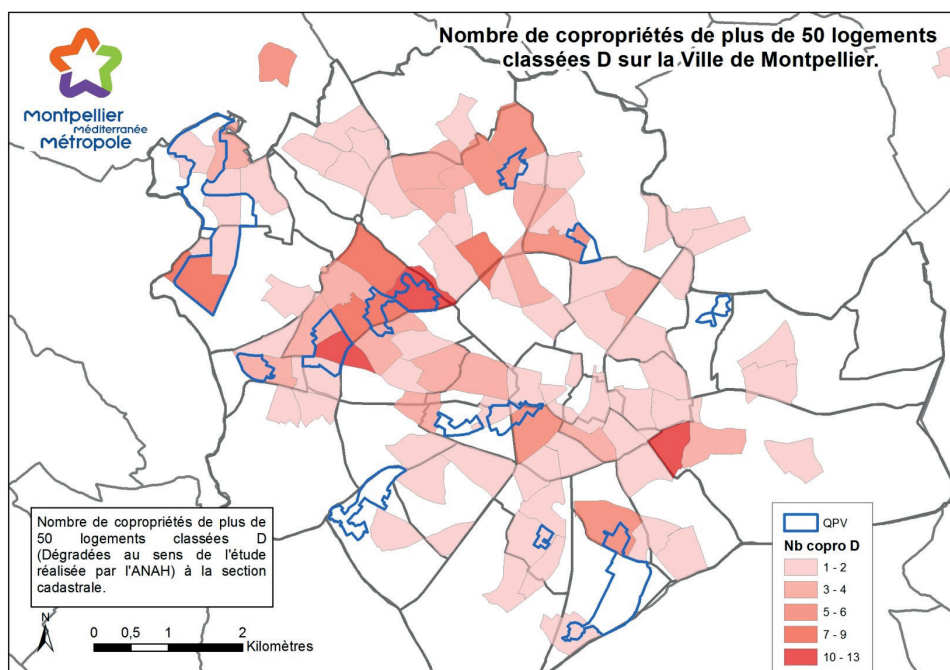 Nombre de copropriétés de plus de 50 logements
classées D sur la Ville de Montpellier.
montpellier
méditerranée
métropole
Nombre de copropriétés de plus de
50 logements classées D
(Dégradées au sens de l'étude
réalisée par l'ANAH) à la section
cadastrale.
N
0 0,5 1 2
Kilomètres
QPV
Nb copro D
1 - 2
3 - 4
5 - 6
7 - 9
10 - 13